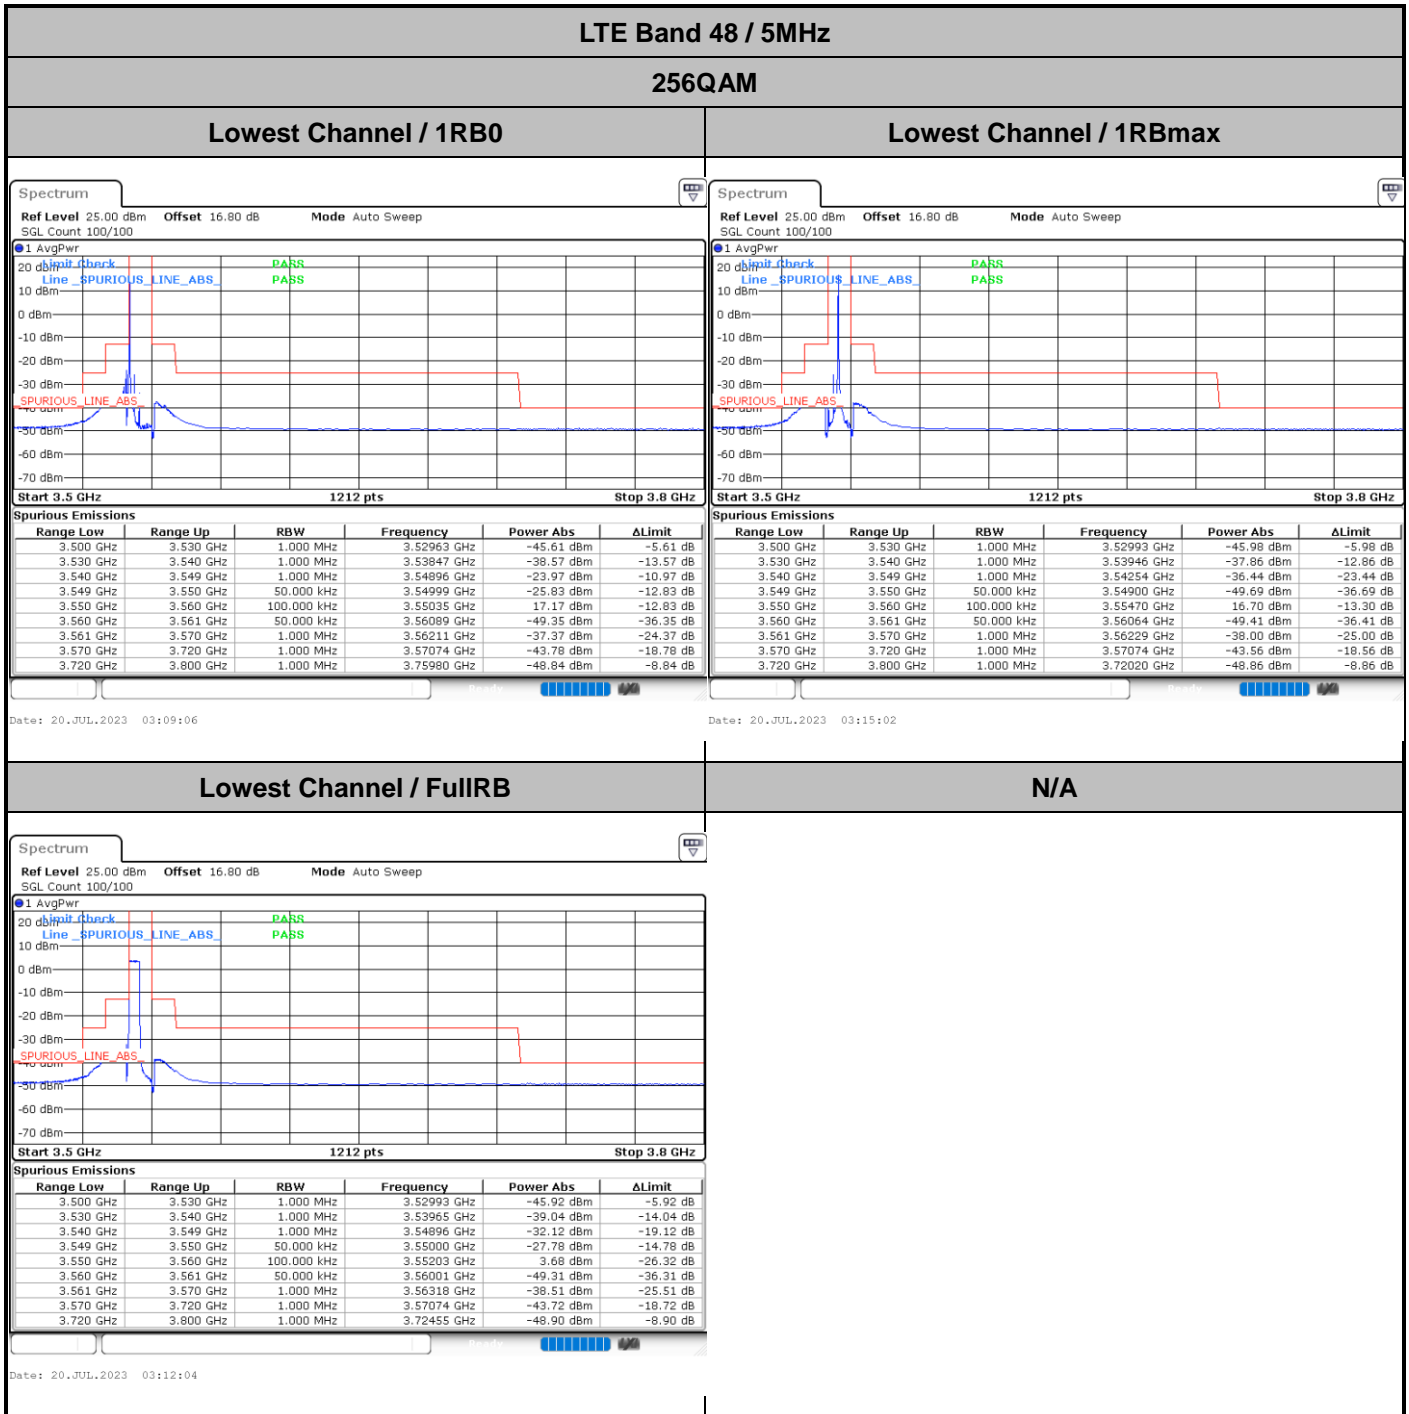 LTE Band 48 / 5MHz
256QAM
Lowest Channel / 1RB0
Lowest Channel / 1RBmax
Spectrum
Ref Level 25.00 dBm Offset 16.80 dB Mode Auto Sweep
SGL Count 100/100
1 AvgPwr
Limit Check PASS
Line _SPURIOUS_LINE_ABS_ PASS
20 dBm
10 dBm
0 dBm
-10 dBm
-20 dBm
-30 dBm
_SPURIOUS_LINE_ABS_
-40 dBm
-50 dBm
-60 dBm
-70 dBm
Start 3.5 GHz 1212 pts Stop 3.8 GHz
Spurious Emissions
Range Low Range Up RBW Frequency Power Abs ΔLimit
3.500 GHz 3.530 GHz 1.000 MHz 3.52963 GHz -45.61 dBm -5.61 dB
3.530 GHz 3.540 GHz 1.000 MHz 3.53847 GHz -38.57 dBm -13.57 dB
3.540 GHz 3.549 GHz 1.000 MHz 3.54896 GHz -23.97 dBm -10.97 dB
3.549 GHz 3.550 GHz 50.000 kHz 3.54999 GHz -25.83 dBm -12.83 dB
3.550 GHz 3.560 GHz 100.000 kHz 3.55035 GHz 17.17 dBm -12.83 dB
3.560 GHz 3.561 GHz 50.000 kHz 3.56089 GHz -49.35 dBm -36.35 dB
3.561 GHz 3.570 GHz 1.000 MHz 3.56211 GHz -37.37 dBm -24.37 dB
3.570 GHz 3.720 GHz 1.000 MHz 3.57074 GHz -43.78 dBm -18.78 dB
3.720 GHz 3.800 GHz 1.000 MHz 3.75980 GHz -48.84 dBm -8.84 dB
Ready
Date: 20.JUL.2023 03:09:06
Spectrum
Ref Level 25.00 dBm Offset 16.80 dB Mode Auto Sweep
SGL Count 100/100
1 AvgPwr
Limit Check PASS
Line _SPURIOUS_LINE_ABS_ PASS
20 dBm
10 dBm
0 dBm
-10 dBm
-20 dBm
-30 dBm
_SPURIOUS_LINE_ABS_
-40 dBm
-50 dBm
-60 dBm
-70 dBm
Start 3.5 GHz 1212 pts Stop 3.8 GHz
Spurious Emissions
Range Low Range Up RBW Frequency Power Abs ΔLimit
3.500 GHz 3.530 GHz 1.000 MHz 3.52993 GHz -45.98 dBm -5.98 dB
3.530 GHz 3.540 GHz 1.000 MHz 3.53946 GHz -37.86 dBm -12.86 dB
3.540 GHz 3.549 GHz 1.000 MHz 3.54254 GHz -36.44 dBm -23.44 dB
3.549 GHz 3.550 GHz 50.000 kHz 3.54900 GHz -49.69 dBm -36.69 dB
3.550 GHz 3.560 GHz 100.000 kHz 3.55470 GHz 16.70 dBm -13.30 dB
3.560 GHz 3.561 GHz 50.000 kHz 3.56064 GHz -49.41 dBm -36.41 dB
3.561 GHz 3.570 GHz 1.000 MHz 3.56229 GHz -38.00 dBm -25.00 dB
3.570 GHz 3.720 GHz 1.000 MHz 3.57074 GHz -43.56 dBm -18.56 dB
3.720 GHz 3.800 GHz 1.000 MHz 3.72020 GHz -48.86 dBm -8.86 dB
Ready
Date: 20.JUL.2023 03:15:02
Lowest Channel / FullRB
N/A
Spectrum
Ref Level 25.00 dBm Offset 16.80 dB Mode Auto Sweep
SGL Count 100/100
1 AvgPwr
Limit Check PASS
Line _SPURIOUS_LINE_ABS_ PASS
20 dBm
10 dBm
0 dBm
-10 dBm
-20 dBm
-30 dBm
_SPURIOUS_LINE_ABS_
-40 dBm
-50 dBm
-60 dBm
-70 dBm
Start 3.5 GHz 1212 pts Stop 3.8 GHz
Spurious Emissions
Range Low Range Up RBW Frequency Power Abs ΔLimit
3.500 GHz 3.530 GHz 1.000 MHz 3.52993 GHz -45.92 dBm -5.92 dB
3.530 GHz 3.540 GHz 1.000 MHz 3.53965 GHz -39.04 dBm -14.04 dB
3.540 GHz 3.549 GHz 1.000 MHz 3.54896 GHz -32.12 dBm -19.12 dB
3.549 GHz 3.550 GHz 50.000 kHz 3.55000 GHz -27.78 dBm -14.78 dB
3.550 GHz 3.560 GHz 100.000 kHz 3.55203 GHz 3.68 dBm -26.32 dB
3.560 GHz 3.561 GHz 50.000 kHz 3.56001 GHz -49.31 dBm -36.31 dB
3.561 GHz 3.570 GHz 1.000 MHz 3.56318 GHz -38.51 dBm -25.51 dB
3.570 GHz 3.720 GHz 1.000 MHz 3.57074 GHz -43.72 dBm -18.72 dB
3.720 GHz 3.800 GHz 1.000 MHz 3.72455 GHz -48.90 dBm -8.90 dB
Ready
Date: 20.JUL.2023 03:12:04